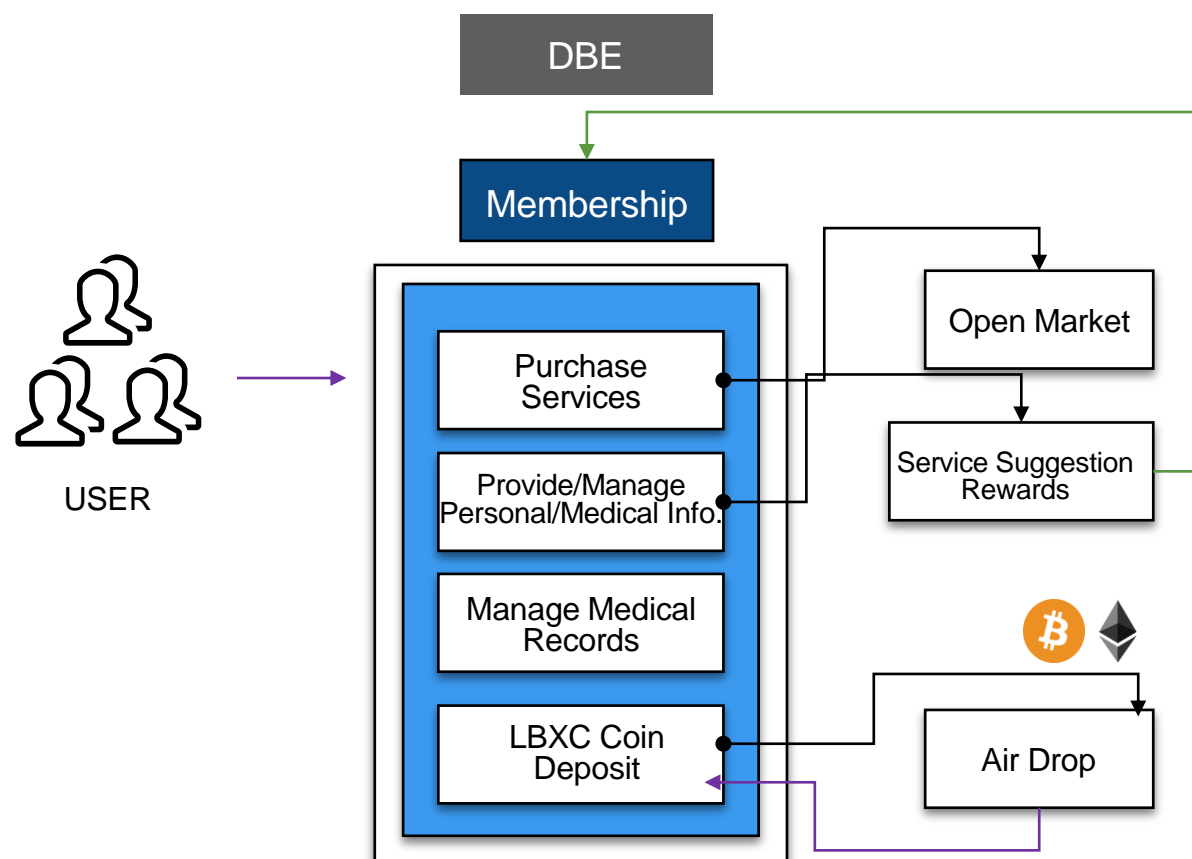 DBE
Membership
USER
Purchase
Services
Provide/Manage
Personal/Medical Info.
Manage Medical
Records
LBXC Coin
Deposit
Open Market
Service Suggestion
Rewards
Air Drop